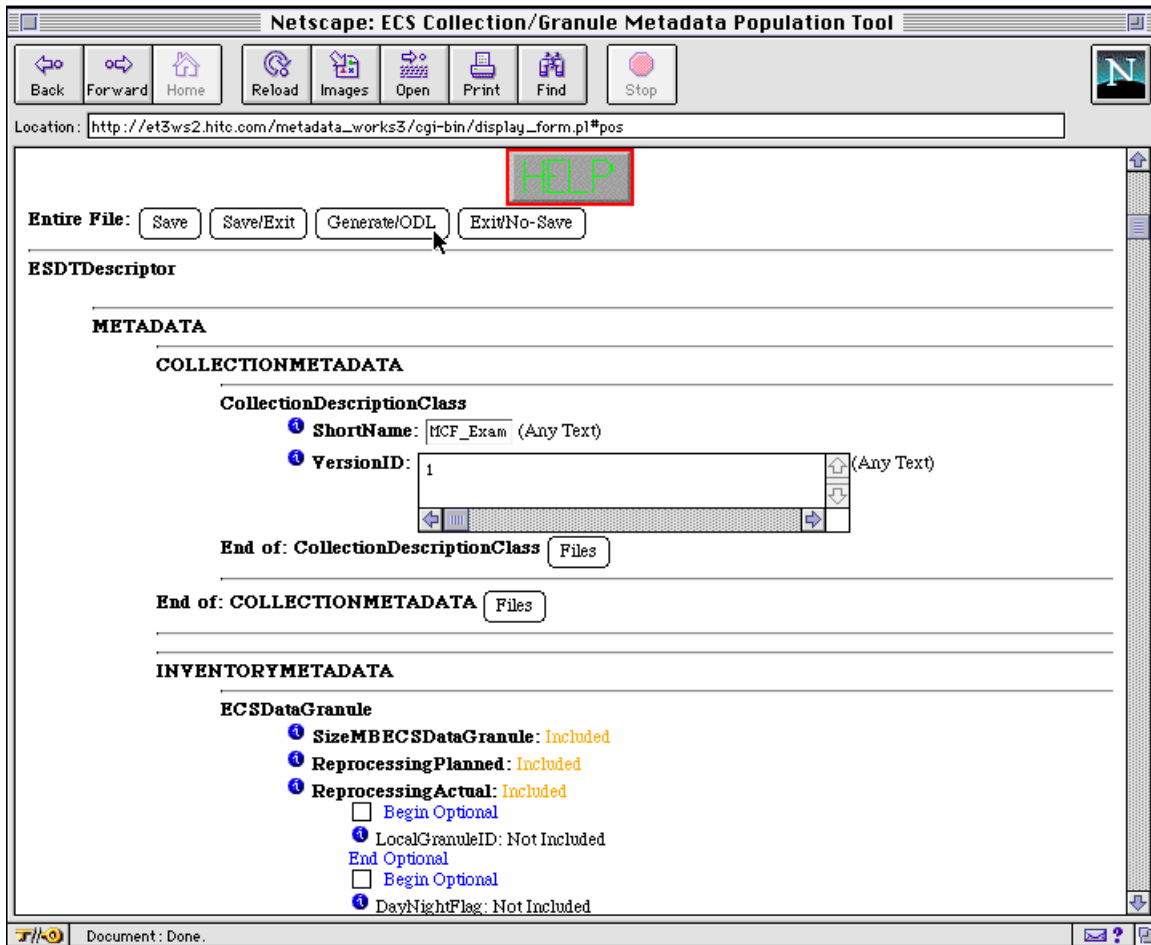 Netscape: ECS Collection/Granule Metadata Population Tool
Back Forward Home Reload Images Open Print Find Stop
N
Location: http://et3ws2.hitc.com/metadata_works3/cgi-bin/display_form.pl#pos
HELP
Entire File: Save Save/Exit Generate/ODL Exit/No-Save
ESDTDescriptor
METADATA
COLLECTIONMETADATA
CollectionDescriptionClass
ShortName: MCF_Exam (Any Text)
VersionID: 1 (Any Text)
End of: CollectionDescriptionClass Files
End of: COLLECTIONMETADATA Files
INVENTORYMETADATA
ECSDataGranule
SizeMBECSDataGranule: Included
ReprocessingPlanned: Included
ReprocessingActual: Included
Begin Optional
LocalGranuleID: Not Included
End Optional
Begin Optional
DayNightFlag: Not Included
Document : Done.
?